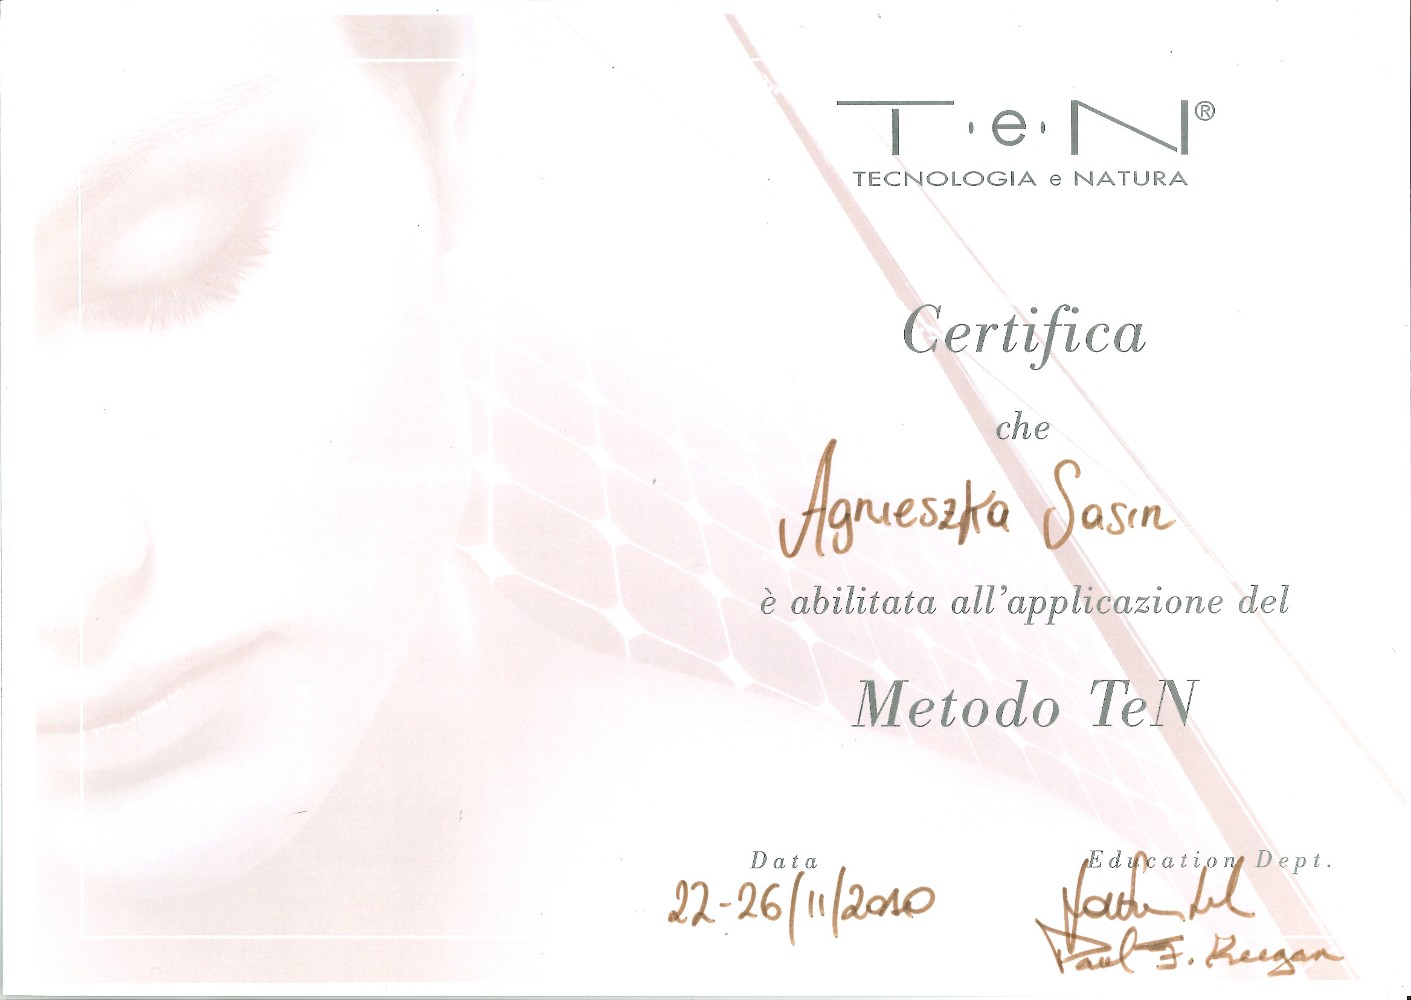 T·e·N®
TECNOLOGIA e NATURA
Certifica
che
Agnieszka Sasin
è abilitata all'applicazione del
Metodo TeN
Data
Education Dept.
22-26/11/2010
Paul F. Keegan